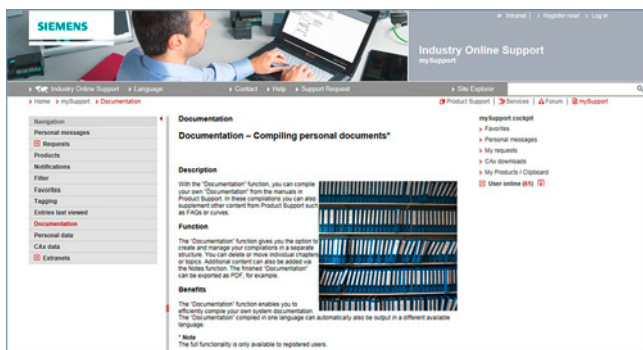 SIEMENS
Intranet | Register now! Log in
Industry Online Support
mySupport
Industry Online Support Language Contact Help Support Request Site Explorer
Home mySupport Documentation Product Support | Services | Forum | mySupport
Navigation
Personal messages
Requests
Products
Notifications
Filter
Favorites
Tagging
Entries last viewed
Documentation
Personal data
CAx data
Extranets
Documentation
Documentation – Compiling personal documents*
Description
With the "Documentation" function, you can compile
your own "Documentation" from the manuals in
Product Support. In these compilations you can also
supplement other content from Product Support such
as FAQs or curves.
Function
The "Documentation" function gives you the option to
create and manage your compilations in a separate
structure. You can delete or move individual chapters
or topics. Additional content can also be added via
the Notes function. The finished "Documentation"
can be exported as PDF, for example.
Benefits
The "Documentation" function enables you to
efficiently compile your own system documentation.
The "Documentation" compiled in one language can automatically also be output in a different available
language.
* Note
The full functionality is only available to registered users.
mySupport cockpit
Favorites
Personal messages
My requests
CAx downloads
My Products / Clipboard
User online